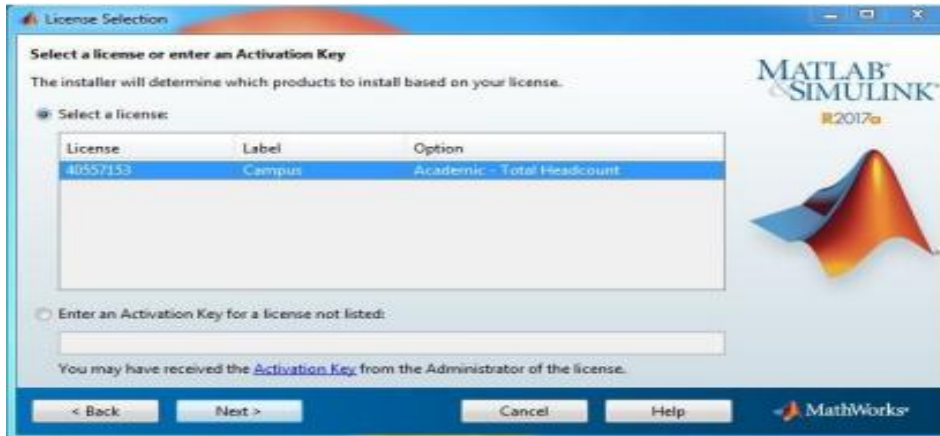 License Selection
Select a license or enter an Activation Key
The installer will determine which products to install based on your license.
Select a license:
License Label Option
40557153 Campus Academic - Total Headcount
Enter an Activation Key for a license not listed:
You may have received the Activation Key from the Administrator of the license.
< Back Next > Cancel Help
MATLAB
&SIMULINK
R2017a
MathWorks